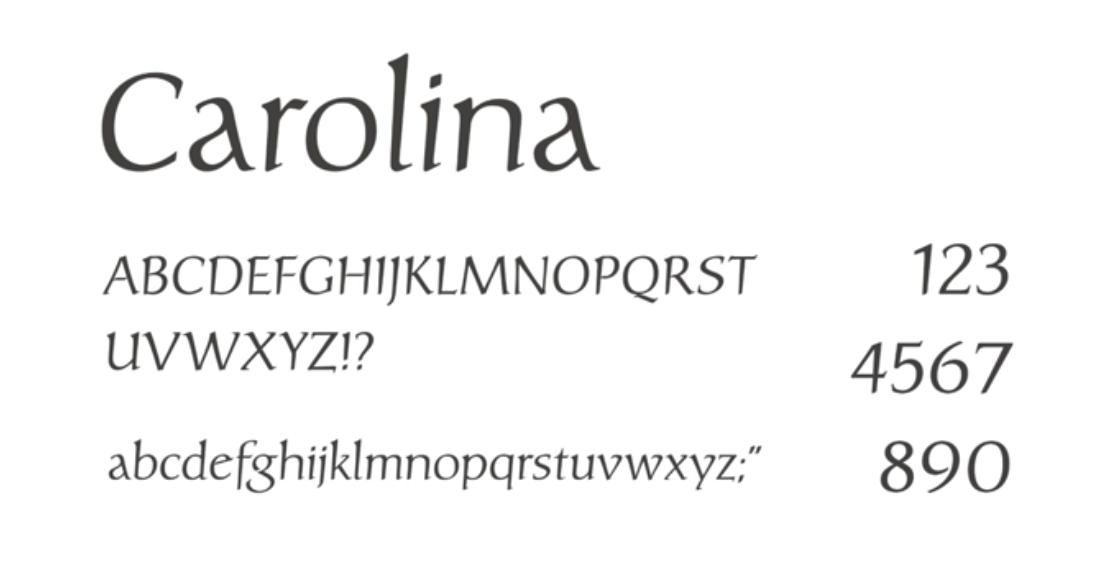 Carolina
ABCDEFGHIJKLMNOPQRST
UVWXYZ!?
abcdefghijklmnopqrstuvwxyz;”
123
4567
890